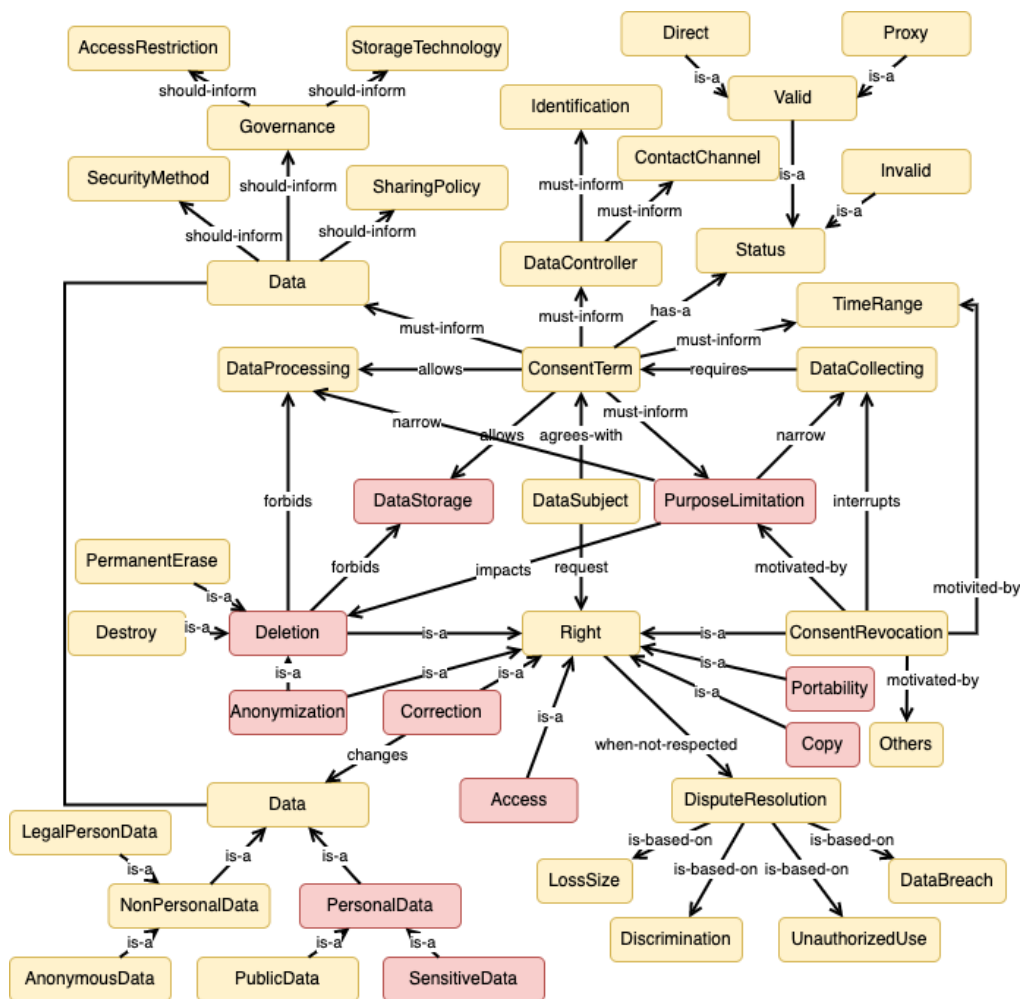 Direct
Proxy
AccessRestriction
StorageTechnology
is-a
is-a
should-inform
should-inform
Identification
Valid
Governance
ContactChannel
SecurityMethod
SharingPolicy
should-inform
must-inform
is-a
Invalid
must-inform
is-a
should-inform
should-inform
Data
DataController
Status
TimeRange
must-inform
must-inform
has-a
must-inform
DataProcessing
allows
ConsentTerm
requires
DataCollecting
narrow
must-inform
allows
agrees-with
narrow
forbids
DataStorage
DataSubject
PurposeLimitation
interrupts
PermanentErase
forbids
impacts
request
motivated-by
motivited-by
is-a
Destroy
is-a
Deletion
is-a
Right
is-a
ConsentRevocation
is-a
is-a
is-a
is-a
Portability
motivated-by
Anonymization
Correction
is-a
is-a
Copy
Others
changes
when-not-respected
Data
Access
DisputeResolution
LegalPersonData
is-based-on
is-based-on
is-a
is-a
is-a
is-based-on
is-based-on
LossSize
DataBreach
NonPersonalData
PersonalData
Discrimination
UnauthorizedUse
is-a
is-a
is-a
AnonymousData
PublicData
SensitiveData